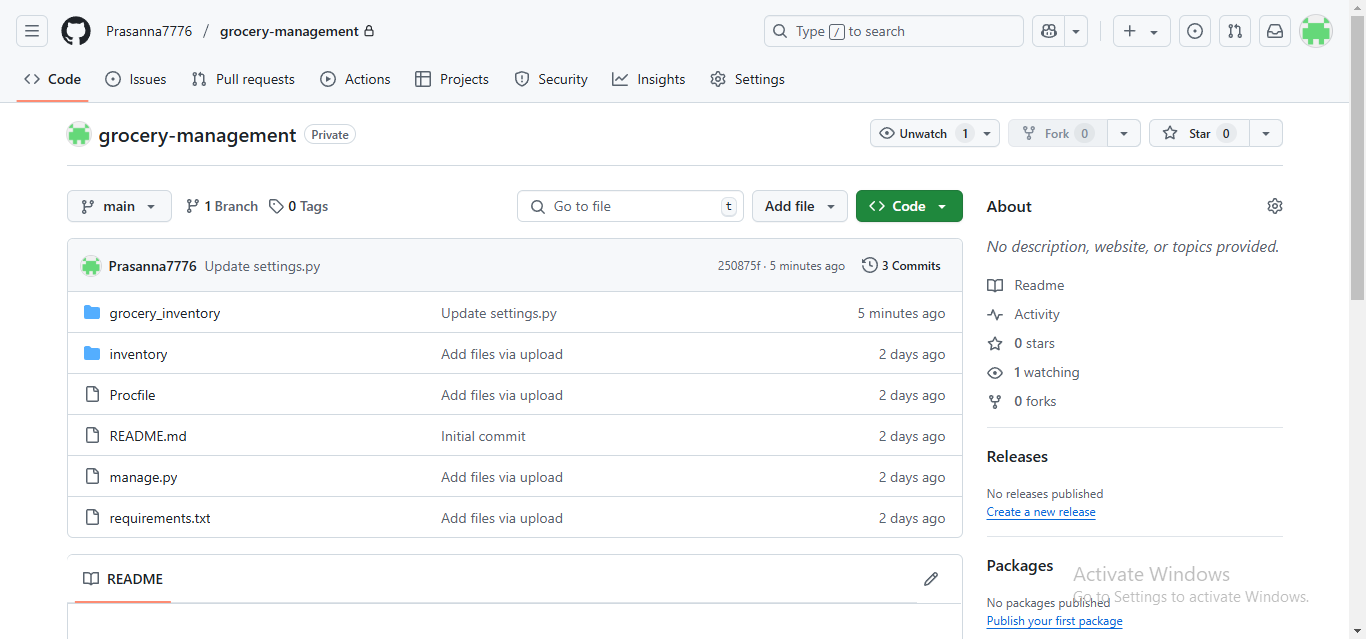 Prasanna7776 / grocery-management
Type / to search
Code
Issues
Pull requests
Actions
Projects
Security
Insights
Settings
grocery-management Private
Unwatch 1
Fork 0
Star 0
main
1 Branch
0 Tags
Go to file t
Add file
Code
Prasanna7776 Update settings.py 250875f · 5 minutes ago 3 Commits
grocery_inventory Update settings.py 5 minutes ago
inventory Add files via upload 2 days ago
Procfile Add files via upload 2 days ago
README.md Initial commit 2 days ago
manage.py Add files via upload 2 days ago
requirements.txt Add files via upload 2 days ago
README
About
No description, website, or topics provided.
Readme
Activity
0 stars
1 watching
0 forks
Releases
No releases published
Create a new release
Packages
No packages published
Publish your first package
Activate Windows
Go to Settings to activate Windows.